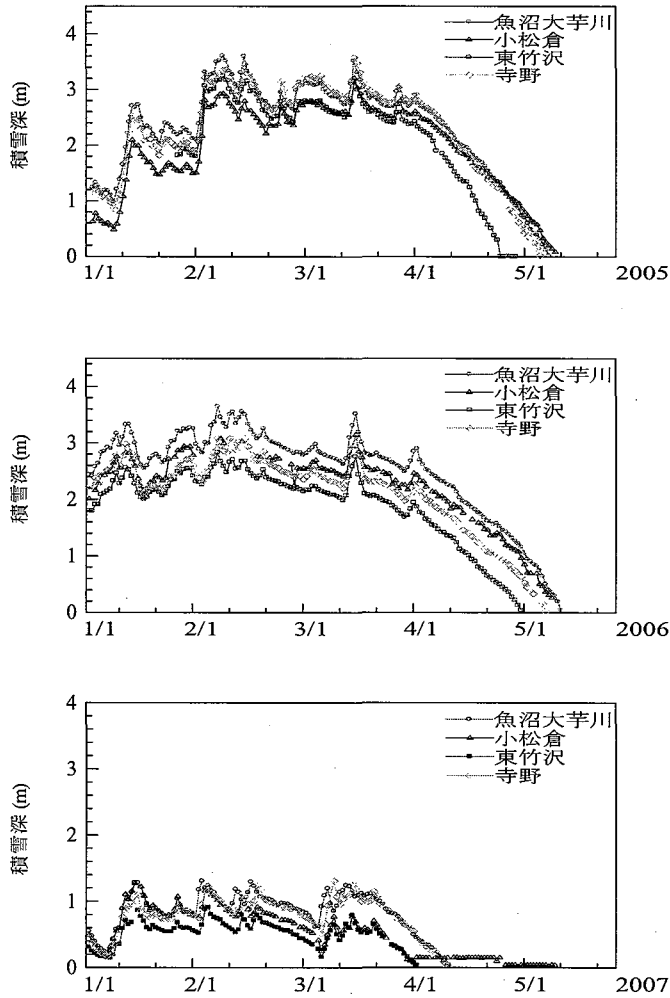 積雪深 (m)
4
3
2
1
0
魚沼大芋川
小松倉
東竹沢
寺野
1/1 2/1 3/1 4/1 5/1 2005
積雪深 (m)
4
3
2
1
0
魚沼大芋川
小松倉
東竹沢
寺野
1/1 2/1 3/1 4/1 5/1 2006
積雪深 (m)
4
3
2
1
0
魚沼大芋川
小松倉
東竹沢
寺野
1/1 2/1 3/1 4/1 5/1 2007